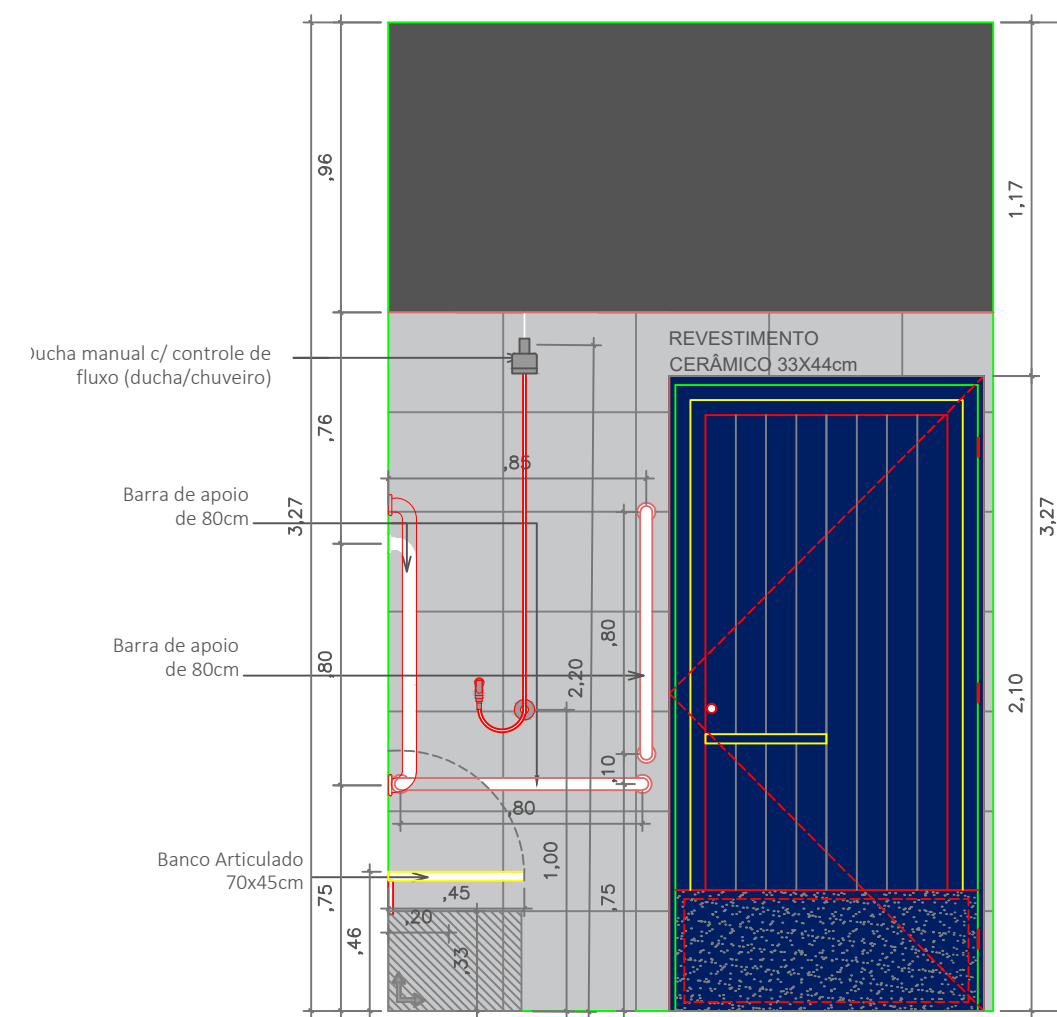 ,96
1,17
REVESTIMENTO
CERÂMICO 33X44cm
ucha manual c/ controle de
fluxo (ducha/chuveiro)
,76
,85
Barra de apoio
de 80cm
3,27
3,27
,80
Barra de apoio
de 80cm
,80
2,20
2,10
,10
,80
Banco Articulado
70x45cm
1,00
,75
,45
,75
,20
,46
,33